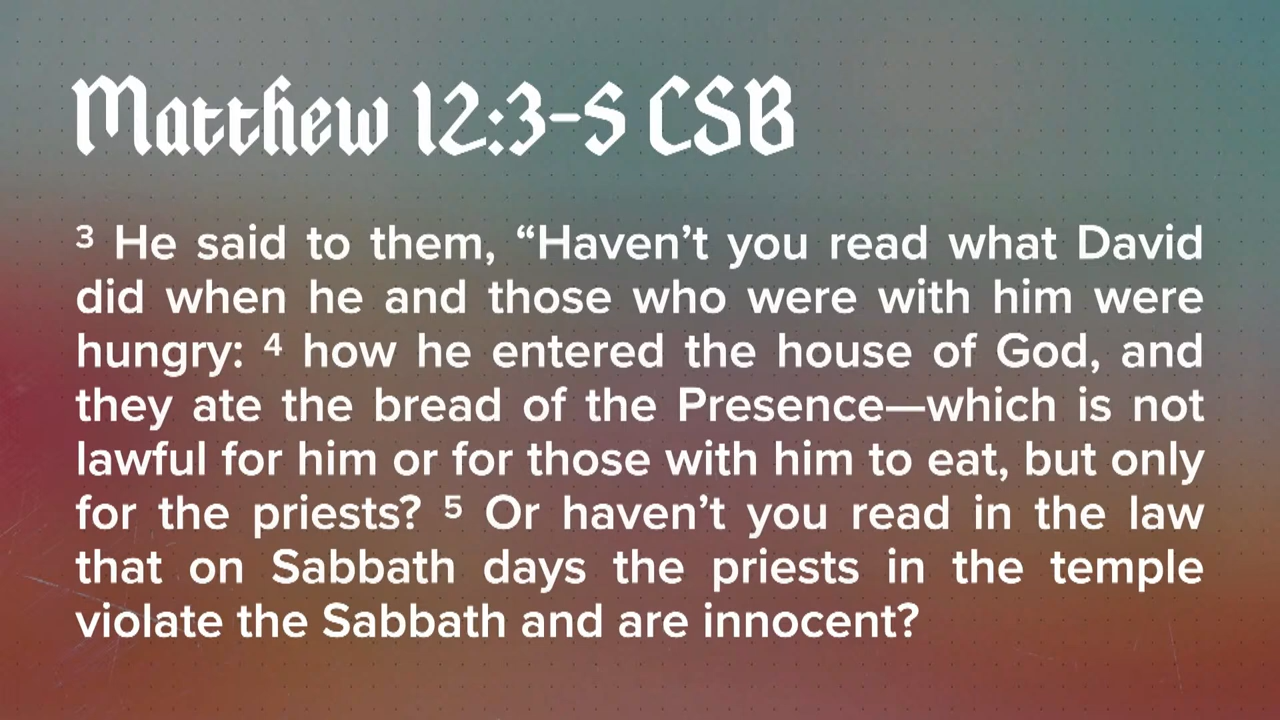 Matthew 12:3-5 CSB
³ He said to them, “Haven’t you read what David
did when he and those who were with him were
hungry: ⁴ how he entered the house of God, and
they ate the bread of the Presence—which is not
lawful for him or for those with him to eat, but only
for the priests? ⁵ Or haven’t you read in the law
that on Sabbath days the priests in the temple
violate the Sabbath and are innocent?